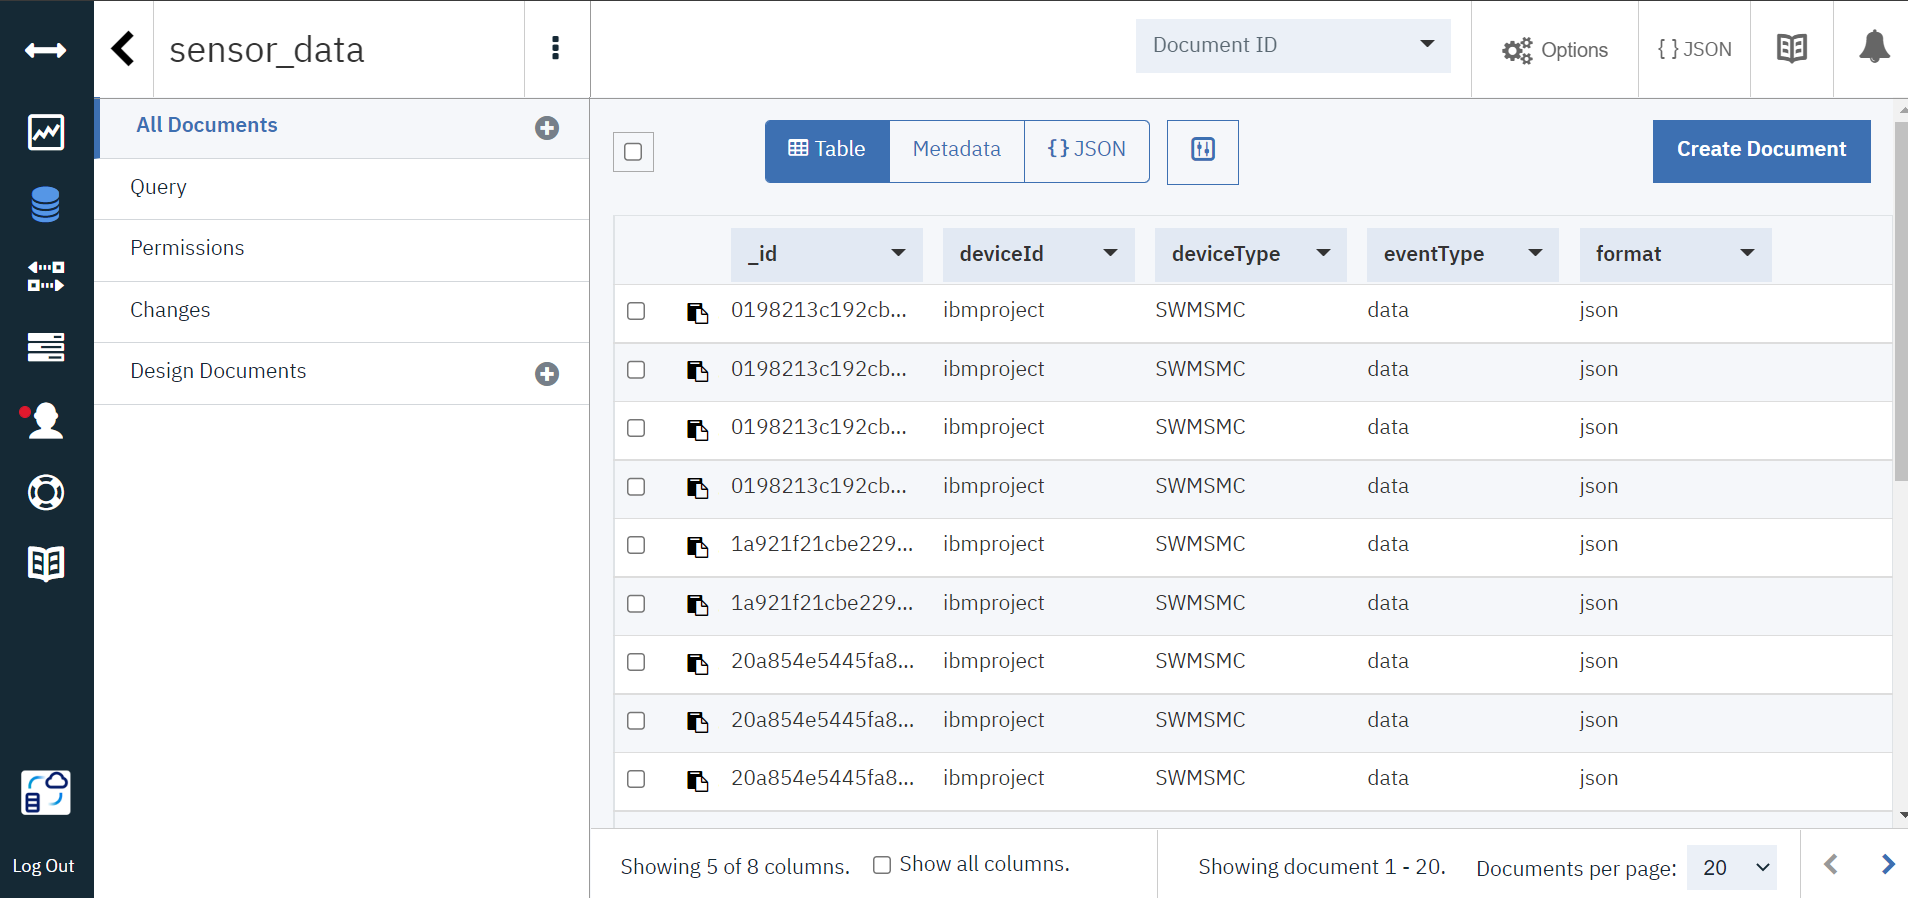 sensor_data
Document ID
Options
{ } JSON
All Documents
Query
Permissions
Changes
Design Documents
Log Out
Table
Metadata
{ } JSON
Create Document
_id deviceId deviceType eventType format
0198213c192cb... ibmproject SWMSMC data json
0198213c192cb... ibmproject SWMSMC data json
0198213c192cb... ibmproject SWMSMC data json
0198213c192cb... ibmproject SWMSMC data json
1a921f21cbe229... ibmproject SWMSMC data json
1a921f21cbe229... ibmproject SWMSMC data json
20a854e5445fa8... ibmproject SWMSMC data json
20a854e5445fa8... ibmproject SWMSMC data json
20a854e5445fa8... ibmproject SWMSMC data json
Showing 5 of 8 columns. Show all columns. Showing document 1 - 20. Documents per page: 20